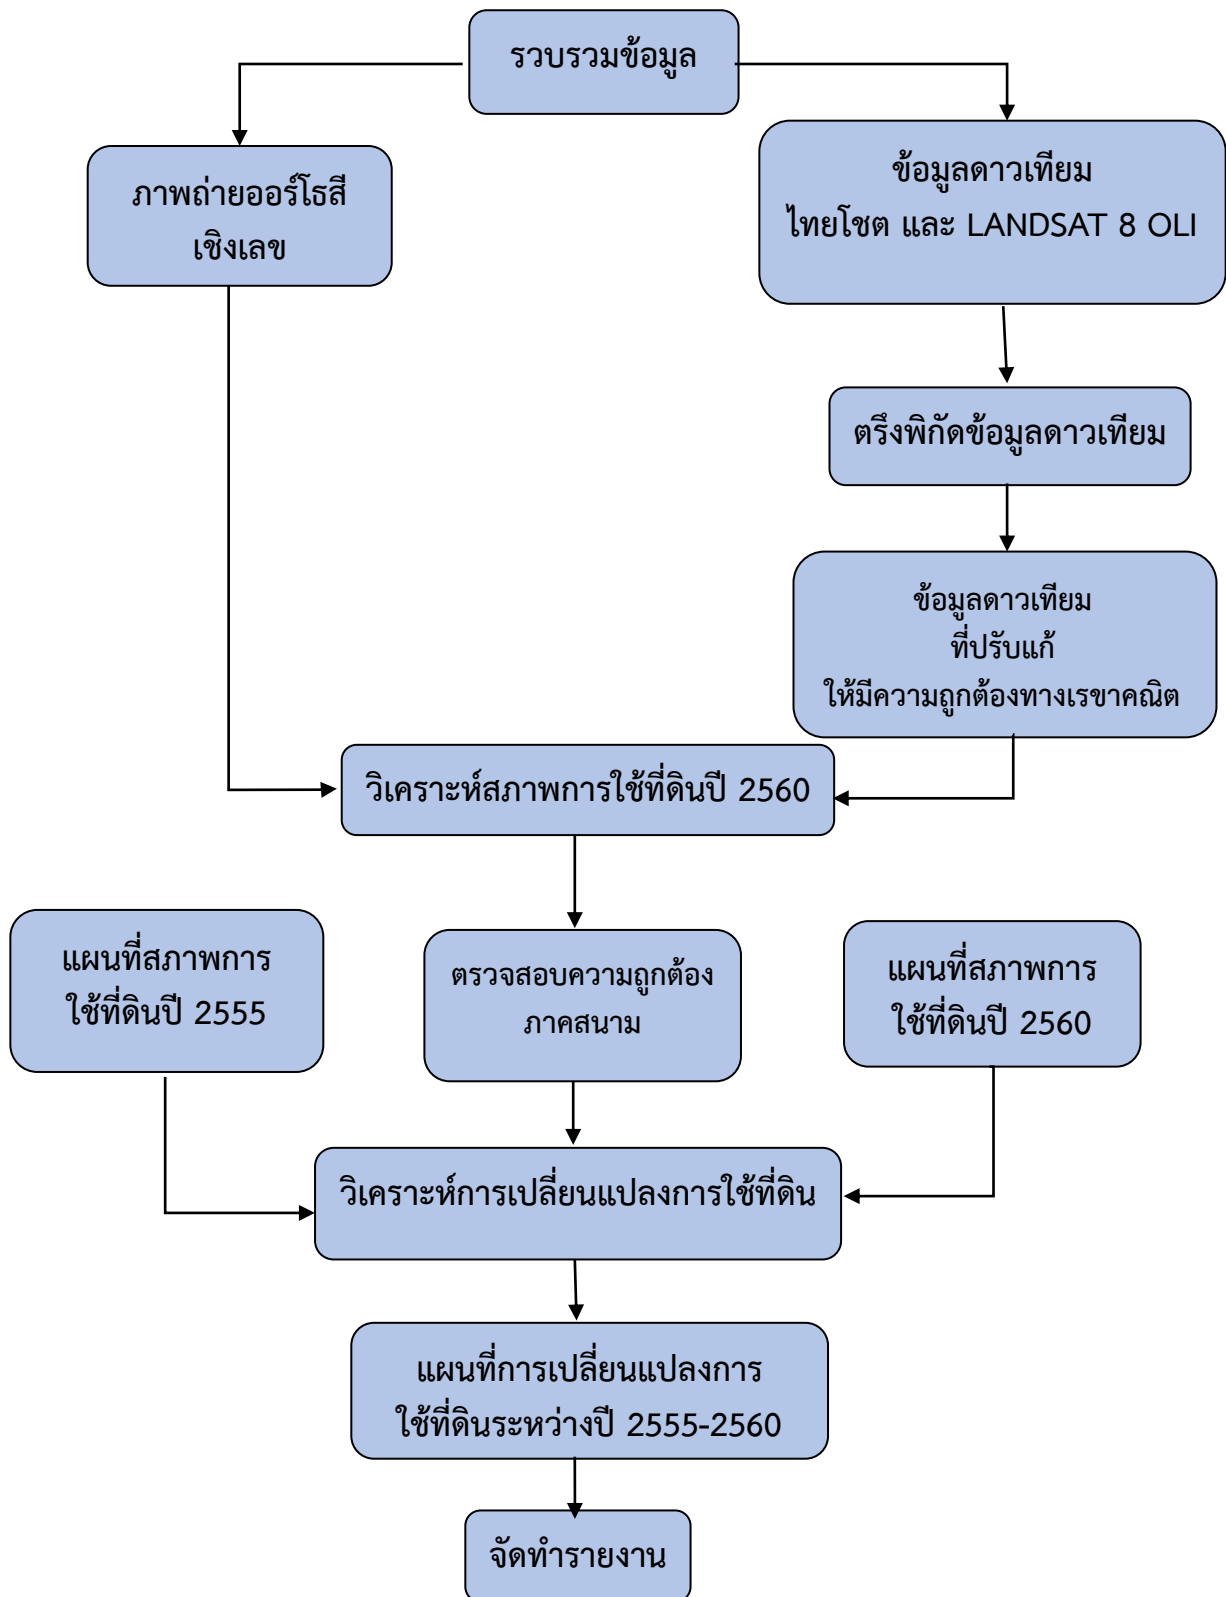 รวบรวมข้อมูล
ภาพถ่ายออร์โธสี
เชิงเลข
ข้อมูลดาวเทียม
ไทยโชต และ LANDSAT 8 OLI
ตรึงพิกัดข้อมูลดาวเทียม
ข้อมูลดาวเทียม
ที่ปรับแก้
ให้มีความถูกต้องทางเรขาคณิต
วิเคราะห์สภาพการใช้ที่ดินปี 2560
แผนที่สภาพการ
ใช้ที่ดินปี 2555
ตรวจสอบความถูกต้อง
ภาคสนาม
แผนที่สภาพการ
ใช้ที่ดินปี 2560
วิเคราะห์การเปลี่ยนแปลงการใช้ที่ดิน
แผนที่การเปลี่ยนแปลงการ
ใช้ที่ดินระหว่างปี 2555-2560
จัดทำรายงาน